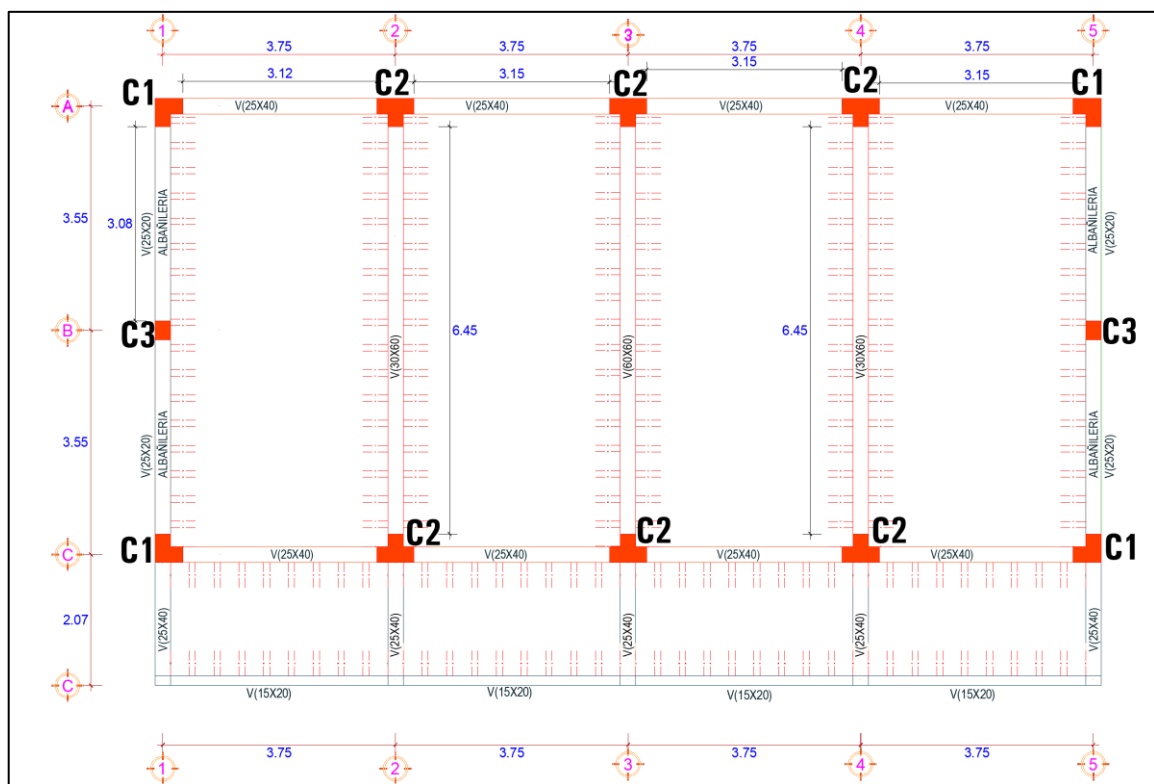 1 2 3 4 5
3.75 3.75 3.75 3.75
3.12 3.15 3.15 3.15
C1 C2 C2 C2 C1
A
V(25X40) V(25X40) V(25X40) V(25X40)
3.55
3.08
V(25X20)
ALBAÑILERIA
ALBAÑILERIA
V(25X20)
B
C3
6.45
6.45
C3
V(30X60)
V(60X60)
V(30X60)
3.55
V(25X20)
ALBAÑILERIA
ALBAÑILERIA
V(25X20)
C1 C2 C2 C2 C1
C
V(25X40) V(25X40) V(25X40) V(25X40)
2.07
V(25X40) V(25X40) V(25X40) V(25X40) V(25X40)
C
V(15X20) V(15X20) V(15X20) V(15X20)
3.75 3.75 3.75 3.75
1 2 3 4 5